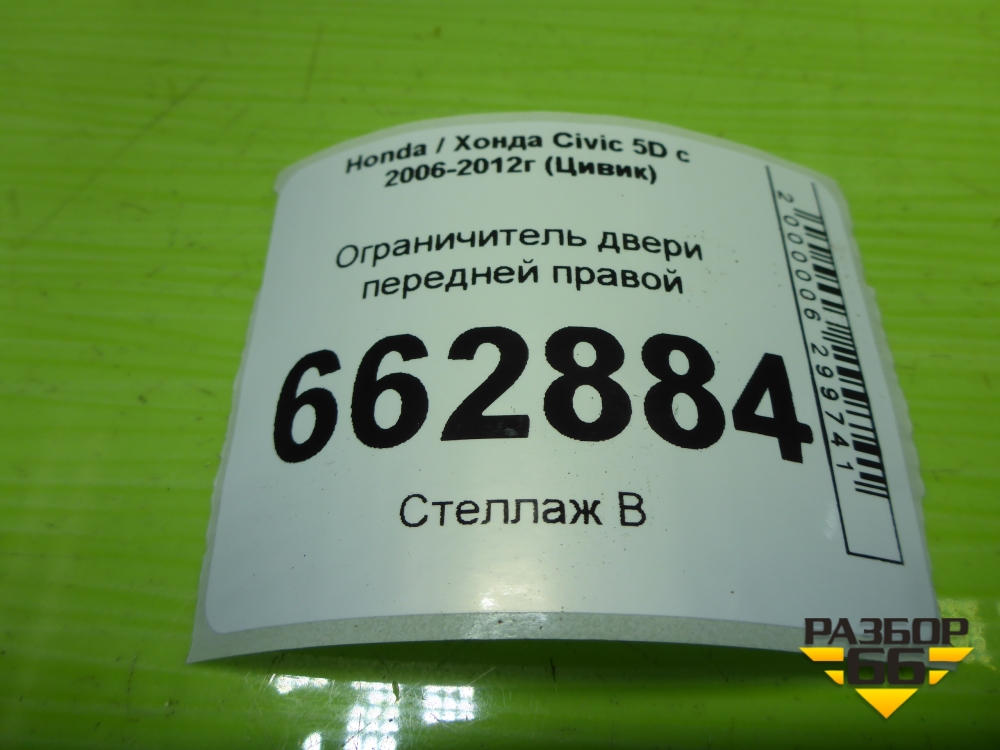 Honda / Хонда Civic 5D с
2006-2012г (Цивик)
Ограничитель двери
передней правой
662884
Стеллаж В
2000006299741
РАЗБОР
66